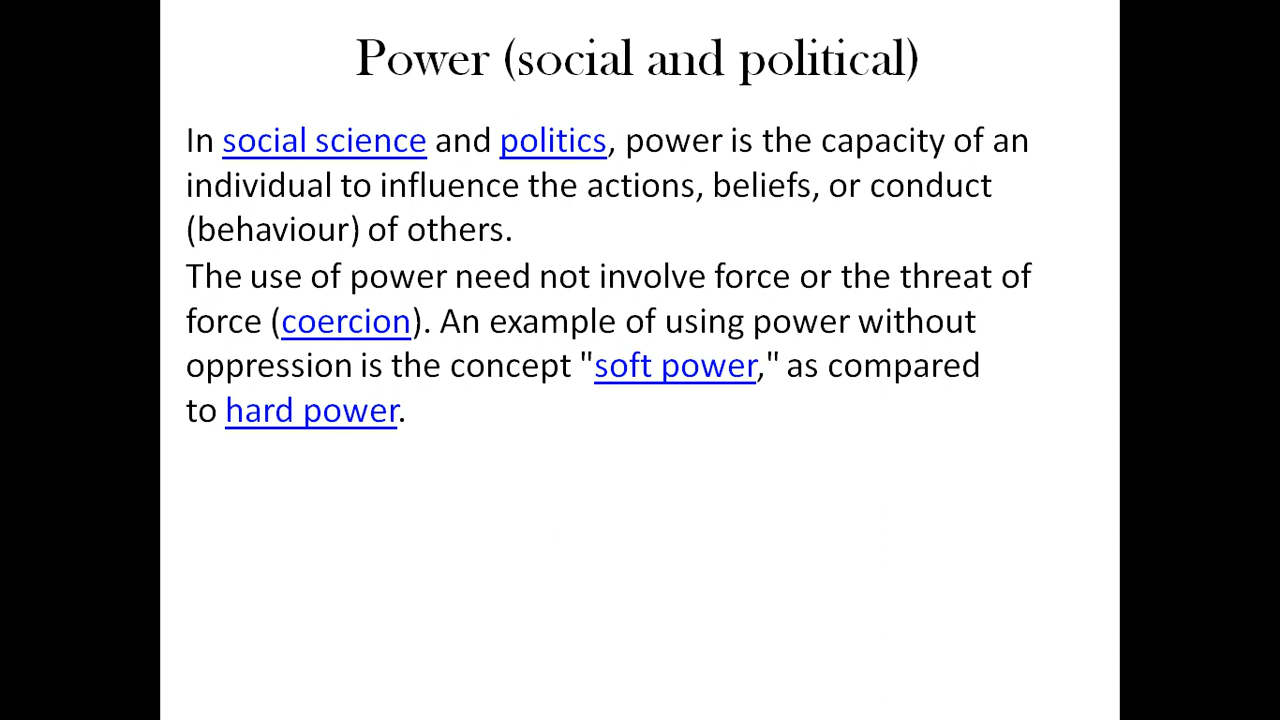 Power (social and political)
In social science and politics, power is the capacity of an
individual to influence the actions, beliefs, or conduct
(behaviour) of others.
The use of power need not involve force or the threat of
force (coercion). An example of using power without
oppression is the concept "soft power," as compared
to hard power.